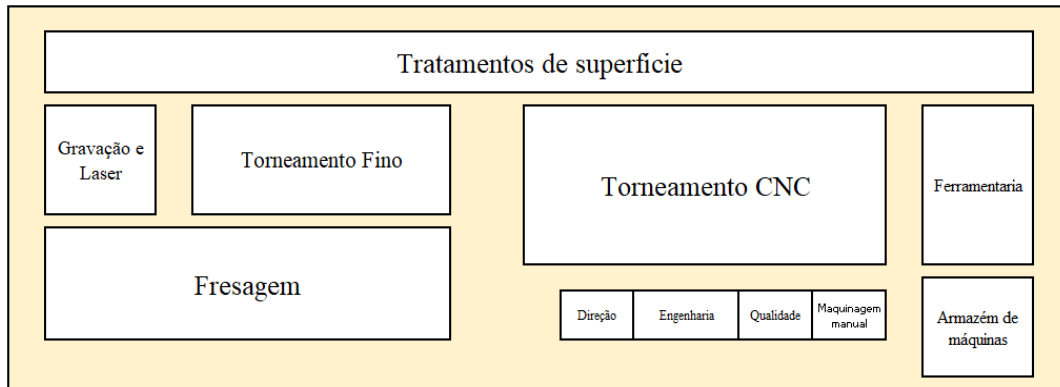 Tratamentos de superfície
Gravação e
Laser
Torneamento Fino
Torneamento CNC
Ferramentaria
Fresagem
Direção
Engenharia
Qualidade
Maquinagem
manual
Armazém de
máquinas